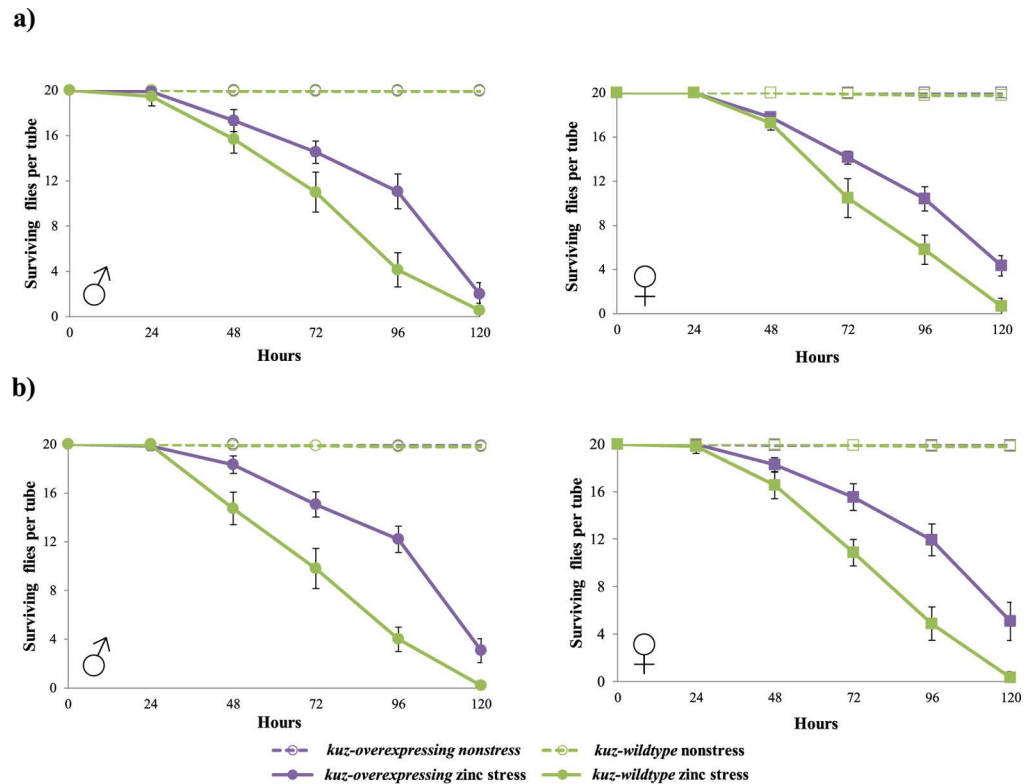 a)
20
16
12
8
4
0
Surviving flies per tube
0 24 48 72 96 120
Hours
20
16
12
8
4
0
Surviving flies per tube
0 24 48 72 96 120
Hours
b)
20
16
12
8
4
0
Surviving flies per tube
0 24 48 72 96 120
Hours
20
16
12
8
4
0
Surviving flies per tube
0 24 48 72 96 120
Hours
kuz-overexpressing nonstress kuz-wildtype nonstress
kuz-overexpressing zinc stress kuz-wildtype zinc stress